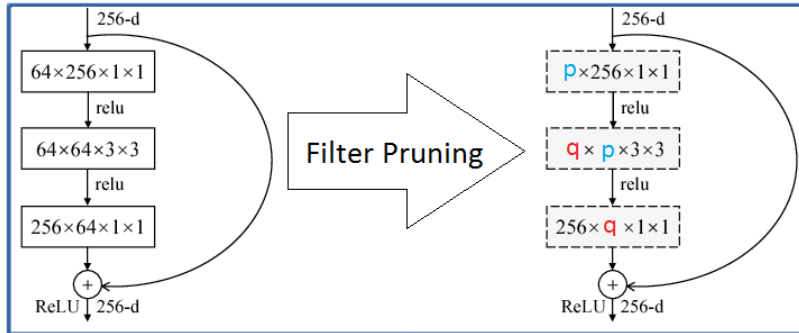 256-d
64×256×1×1
relu
64×64×3×3
relu
256×64×1×1
+
ReLU 256-d
Filter Pruning
256-d
p×256×1×1
relu
q × p×3×3
relu
256× q ×1×1
+
ReLU 256-d